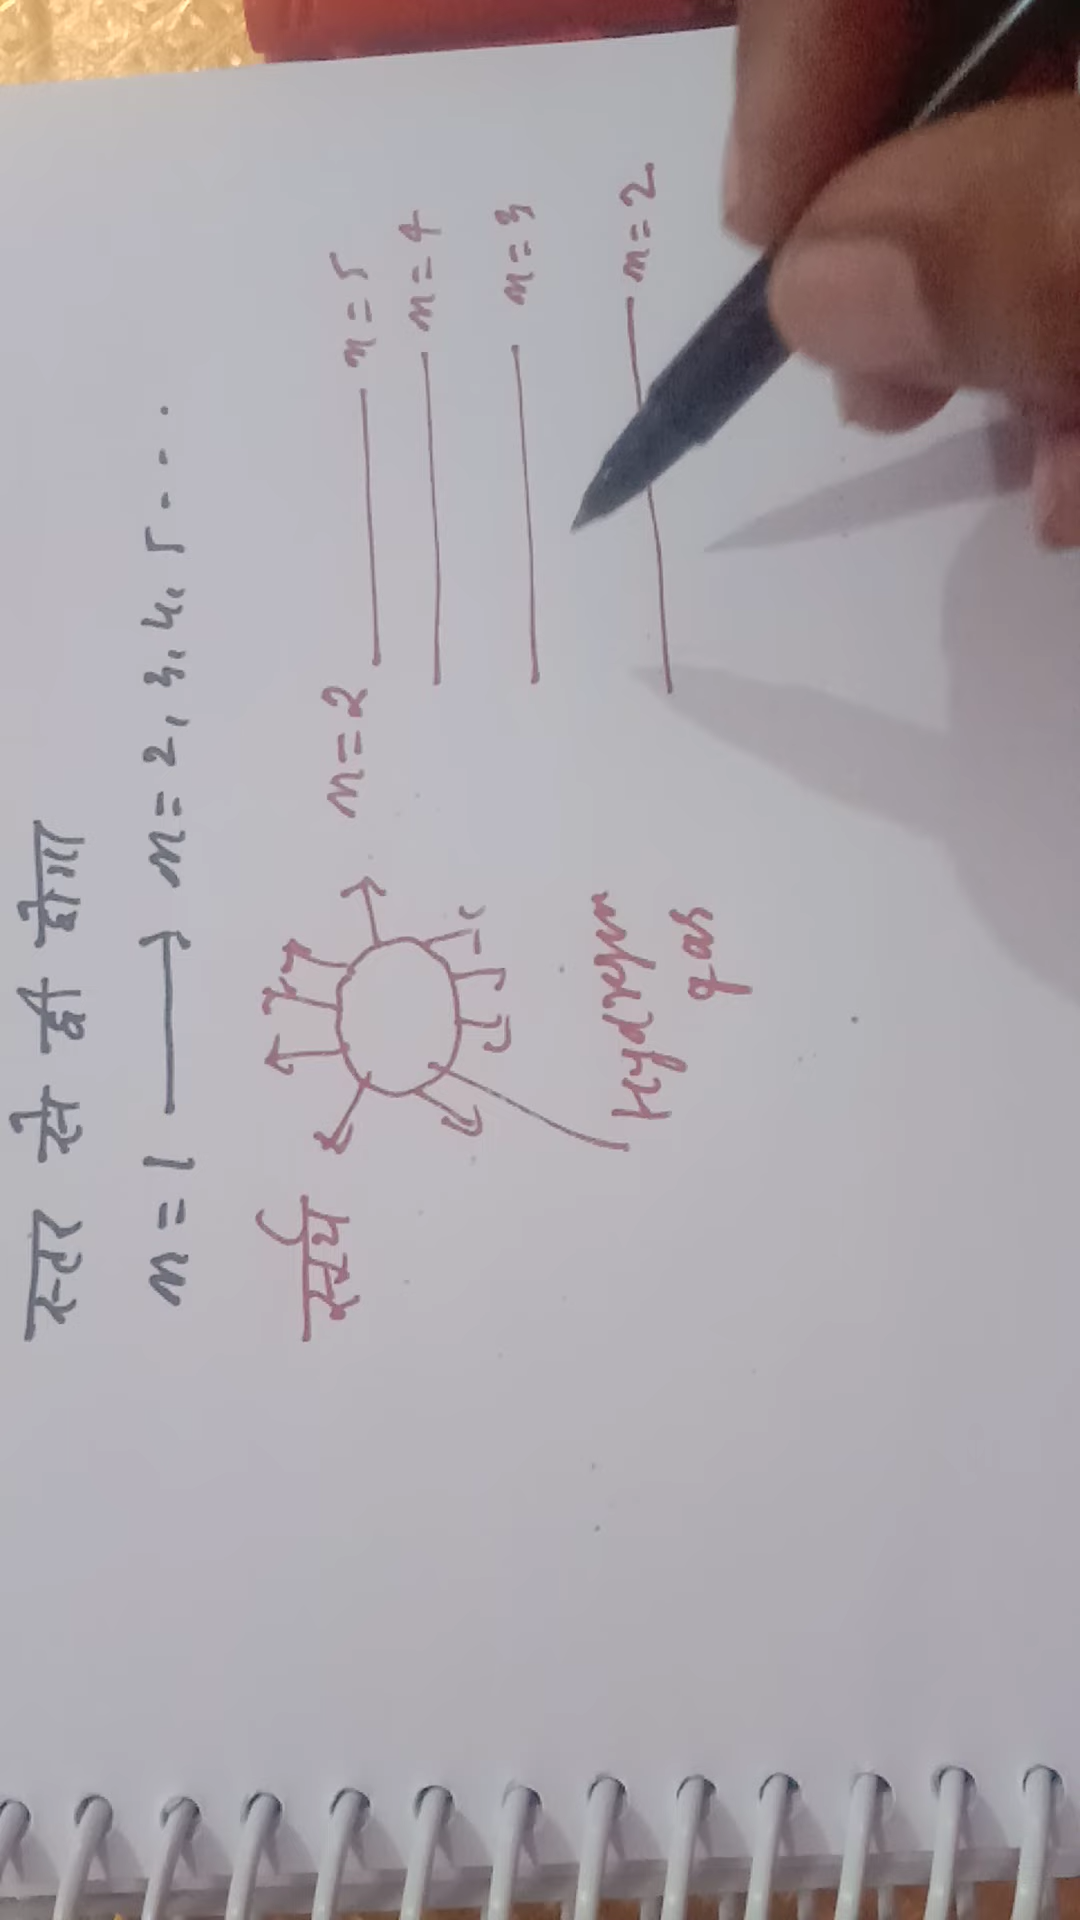 स्तर से ही होगा
n = 1 ⟶ n = 2, 3, 4, 5 ....
सूर्य
n = 2
n = 5
n = 4
n = 3
n = 2
Hydrogen
gas